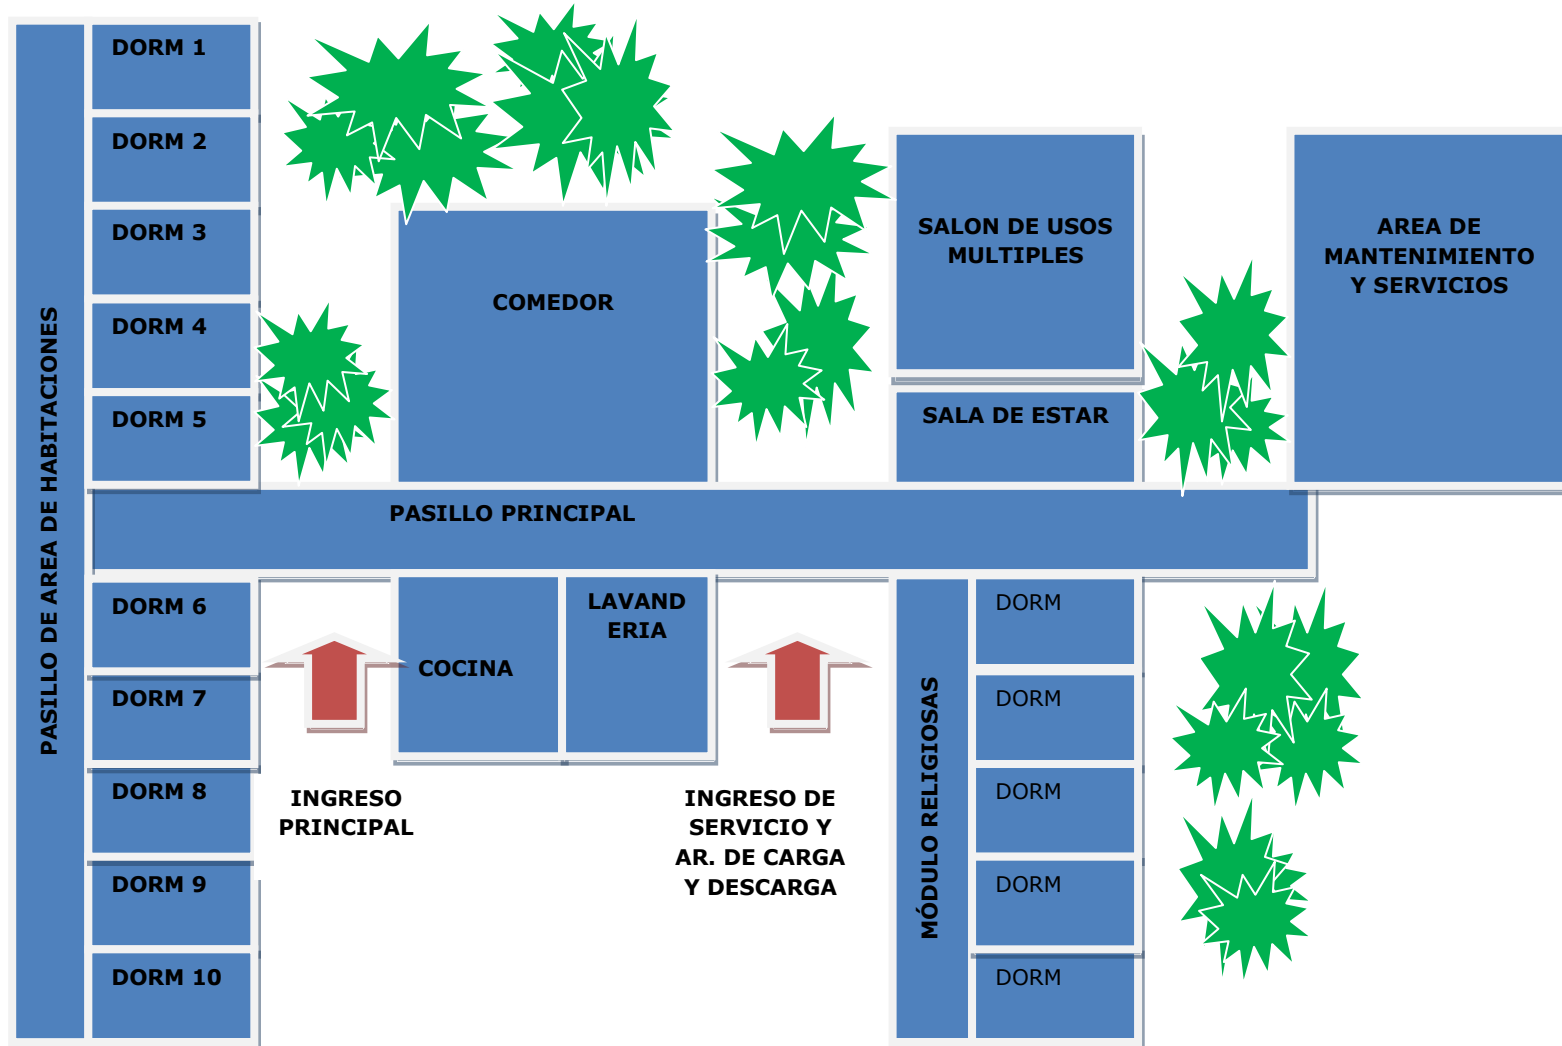 DORM 1
DORM 2
DORM 3
DORM 4
DORM 5
PASILLO DE AREA DE HABITACIONES
COMEDOR
SALON DE USOS
MULTIPLES
SALA DE ESTAR
AREA DE
MANTENIMIENTO
Y SERVICIOS
PASILLO PRINCIPAL
DORM 6
DORM 7
DORM 8
DORM 9
DORM 10
INGRESO
PRINCIPAL
COCINA
LAVAND
ERIA
INGRESO DE
SERVICIO Y
AR. DE CARGA
Y DESCARGA
MÓDULO RELIGIOSAS
DORM
DORM
DORM
DORM
DORM